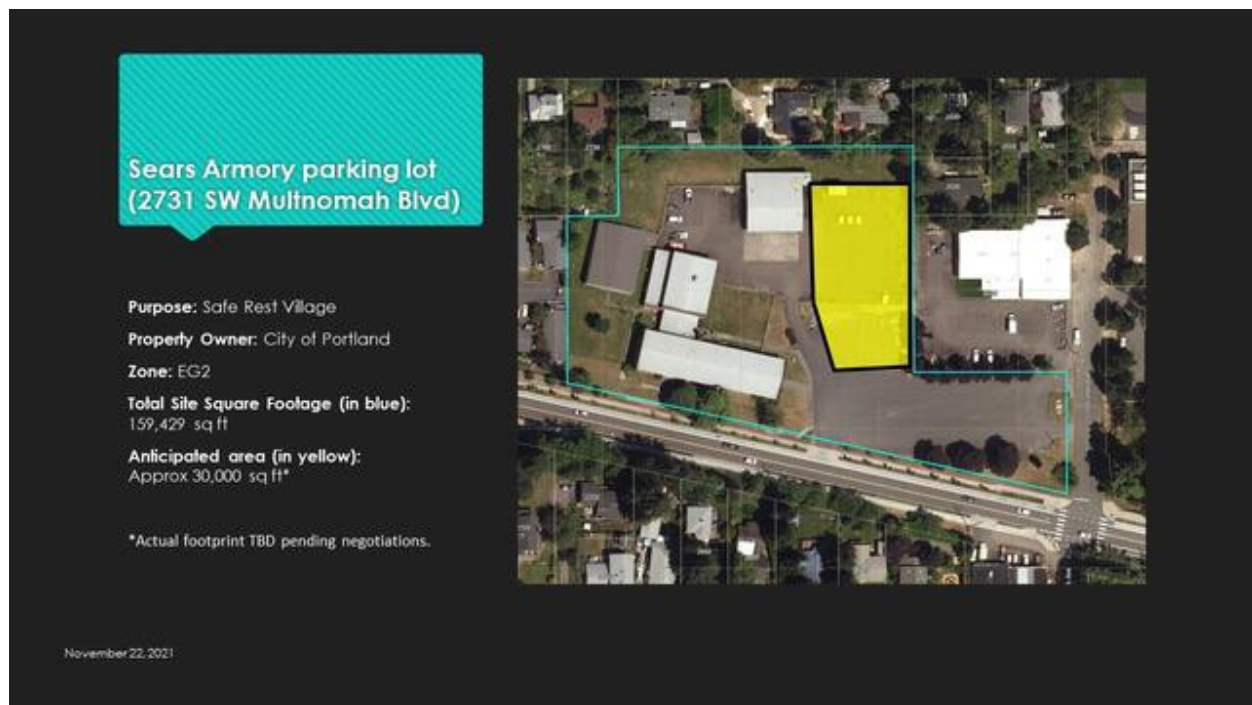 Sears Armory parking lot
(2731 SW Multnomah Blvd)
Purpose: Safe Rest Village
Property Owner: City of Portland
Zone: EG2
Total Site Square Footage (in blue):
159,429 sq ft
Anticipated area (in yellow):
Approx 30,000 sq ft*
*Actual footprint TBD pending negotiations.
November 22, 2021